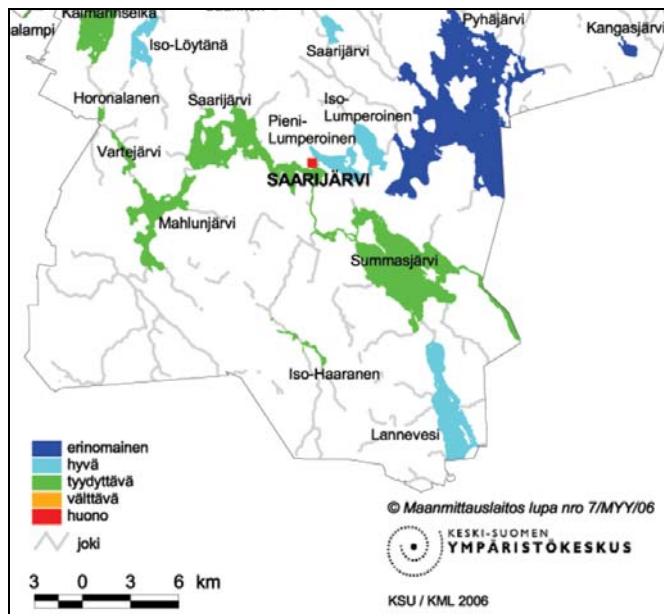 Kalmarinselkä
Pyhäjärvi
alampi
Iso-Löytänä
Saarijärvi
Kangasjärvi
Horonalanen
Saarijärvi
Iso-
Lumperoinen
Pieni-
Lumperoinen
Vartejärvi
SAARIJÄRVI
Mahlunjärvi
Summasjärvi
Iso-Haaranen
Lannevesi
erinomainen
hyvä
tyydyttävä
välttävä
huono
joki
3 0 3 6 km
© Maanmittauslaitos lupa nro 7/MYY/06
KESKI-SUOMEN
YMPÄRISTÖKESKUS
KSU / KML 2006